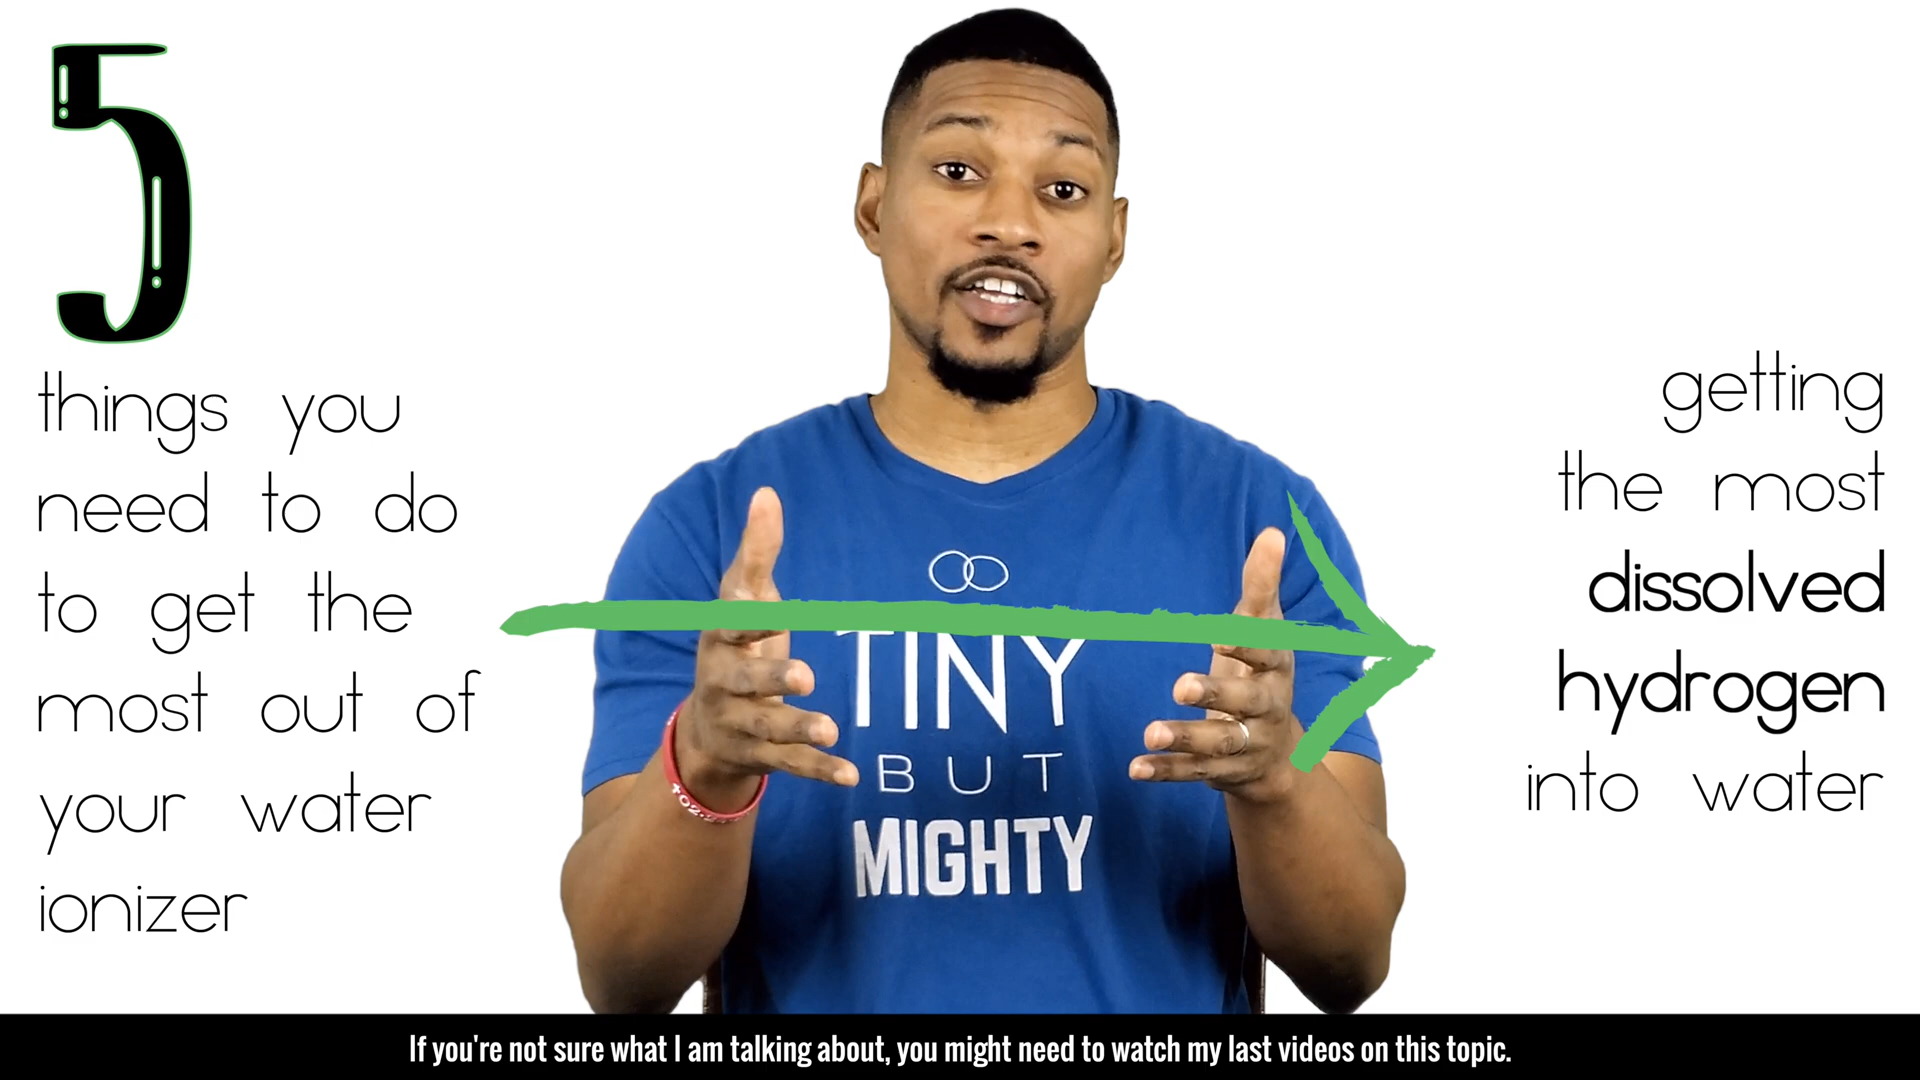 5
things you
need to do
to get the
most out of
your water
ionizer
getting
the most
dissolved
hydrogen
into water
TINY
BUT
MIGHTY
If you're not sure what I am talking about, you might need to watch my last videos on this topic.